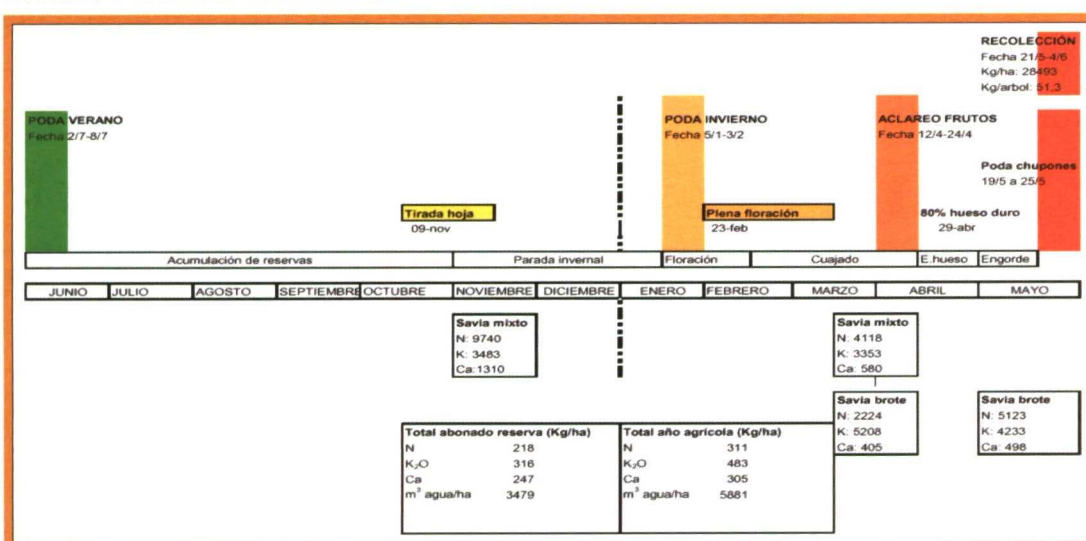 RECOLECCIÓN
Fecha 21/5-4/6
Kg/ha: 28493
Kg/arbol: 51,3
PODA VERANO
Fecha 2/7-8/7
PODA INVIERNO
Fecha 5/1-3/2
ACLAREO FRUTOS
Fecha 12/4-24/4
Poda chupones
19/5 a 25/5
Tirada hoja
09-nov
Plena floración
23-feb
80% hueso duro
29-abr
Acumulación de reservas Parada invernal Floración Cuajado E.hueso Engorde
JUNIO JULIO AGOSTO SEPTIEMBRE OCTUBRE NOVIEMBRE DICIEMBRE ENERO FEBRERO MARZO ABRIL MAYO
Savia mixto
N: 9740
K: 3483
Ca:1310
Savia mixto
N: 4118
K: 3353
Ca: 580
Savia brote
N: 2224
K: 5208
Ca: 405
Savia brote
N: 5123
K: 4233
Ca: 498
Total abonado reserva (Kg/ha)
N 218
K₂O 316
Ca 247
m³ agua/ha 3479
Total año agrícola (Kg/ha)
N 311
K₂O 483
Ca 305
m³ agua/ha 5881